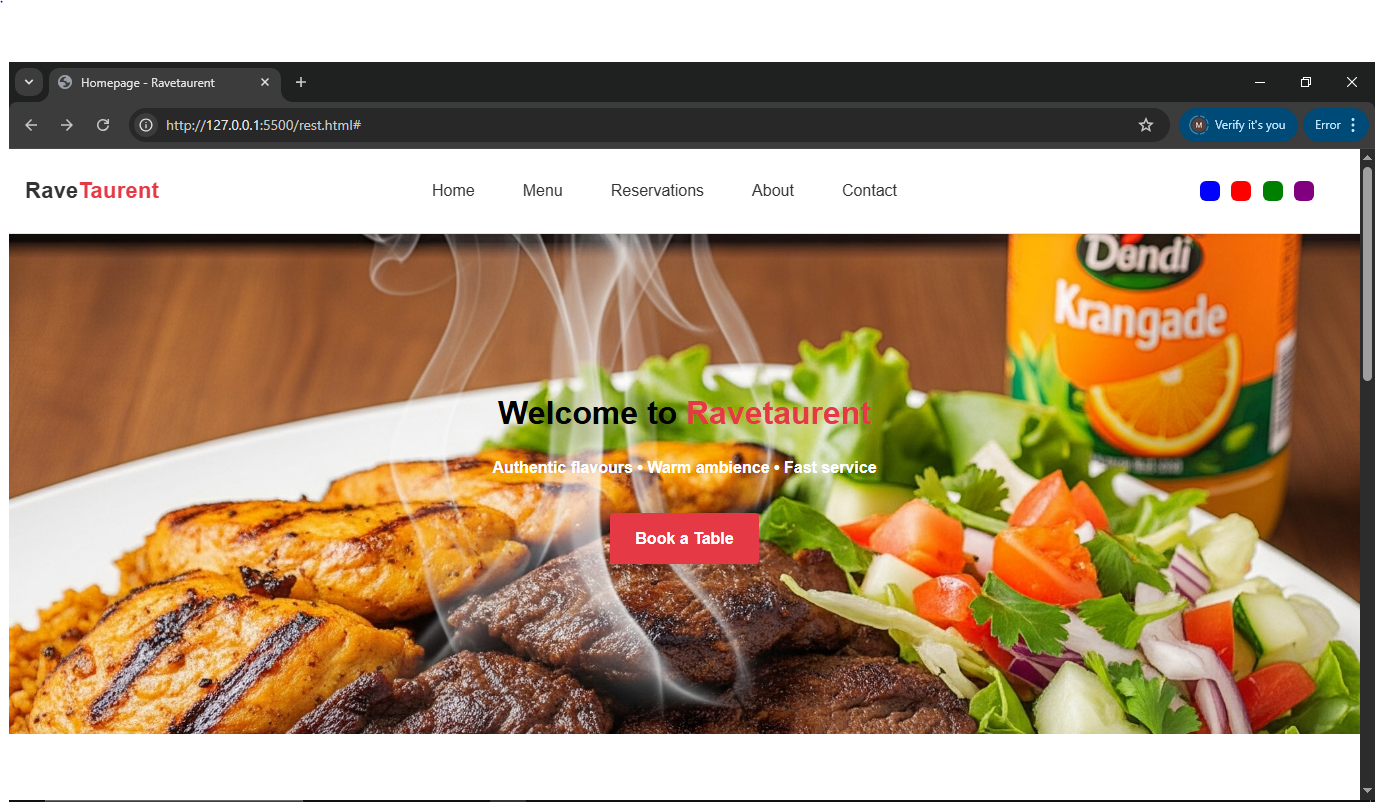 Homepage - Ravetaurent
http://127.0.0.1:5500/rest.html#
M
Verify it's you
Error
RaveTaurent
Home
Menu
Reservations
About
Contact
Dendi
Krangade
Welcome to Ravetaurent
Authentic flavours • Warm ambience • Fast service
Book a Table